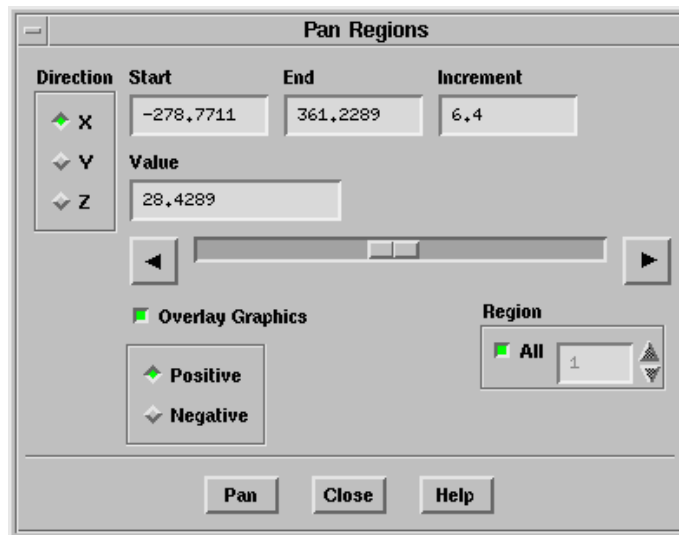 Pan Regions
Direction Start End Increment
X -278.7711 361.2289 6.4
Y Value
Z 28.4289
Overlay Graphics Region
All 1
Positive
Negative
Pan Close Help